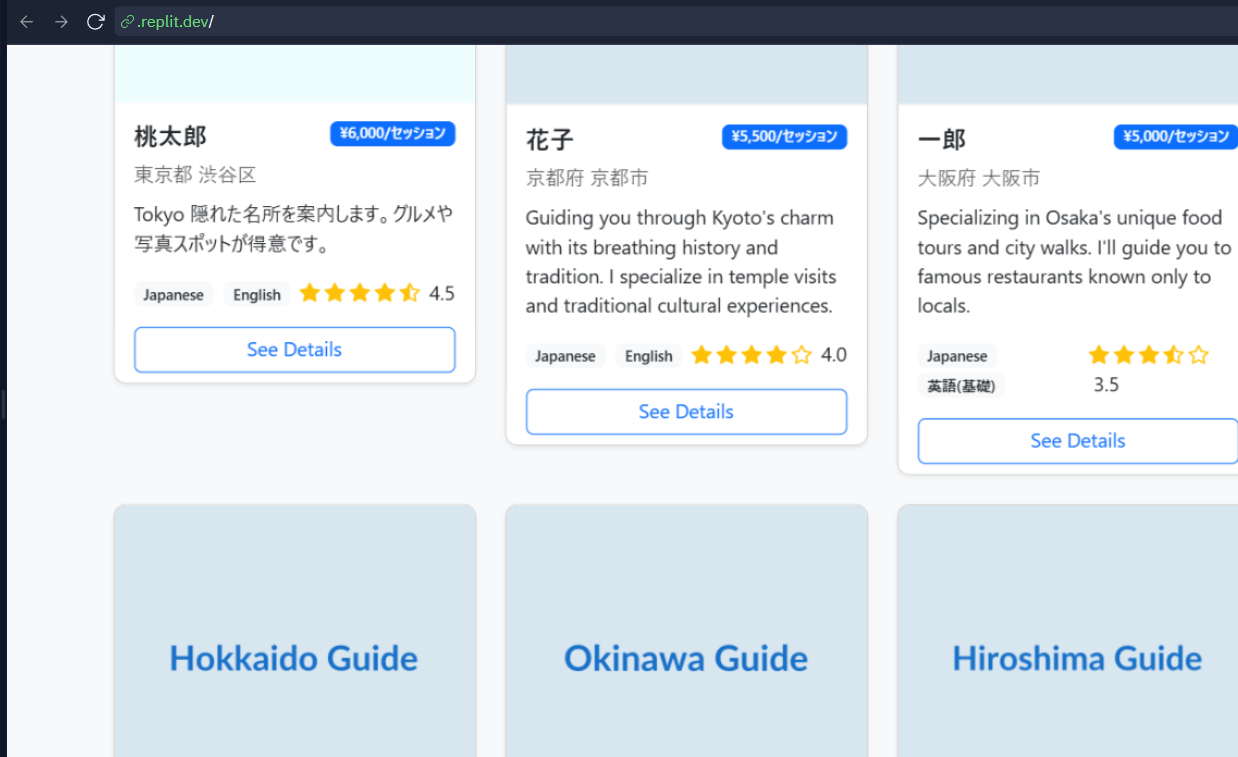 .replit.dev/
桃太郎
¥6,000/セッション
東京都 渋谷区
Tokyo 隠れた名所を案内します。グルメや
写真スポットが得意です。
Japanese
English
4.5
See Details
花子
¥5,500/セッション
京都府 京都市
Guiding you through Kyoto's charm
with its breathing history and
tradition. I specialize in temple visits
and traditional cultural experiences.
Japanese
English
4.0
See Details
一郎
¥5,000/セッション
大阪府 大阪市
Specializing in Osaka's unique food
tours and city walks. I'll guide you to
famous restaurants known only to
locals.
Japanese
英語(基礎)
3.5
See Details
Hokkaido Guide
Okinawa Guide
Hiroshima Guide